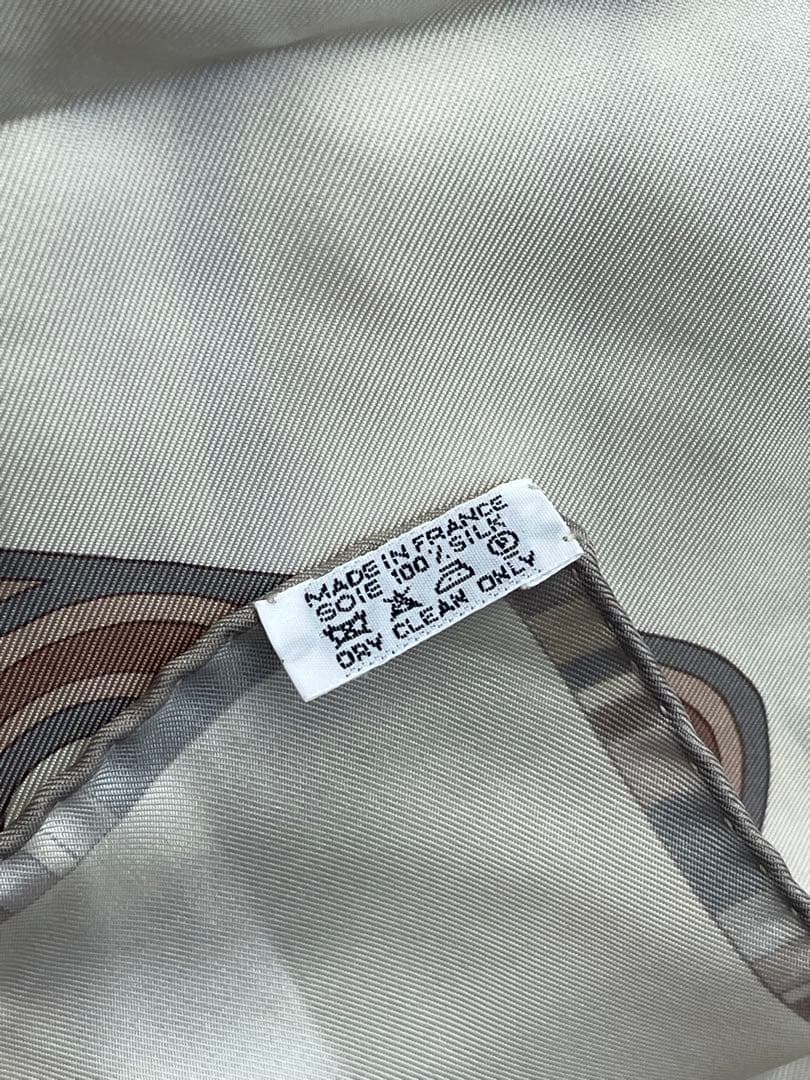 MADE IN FRANCE
SOIE 100% SILK
DRY CLEAN ONLY